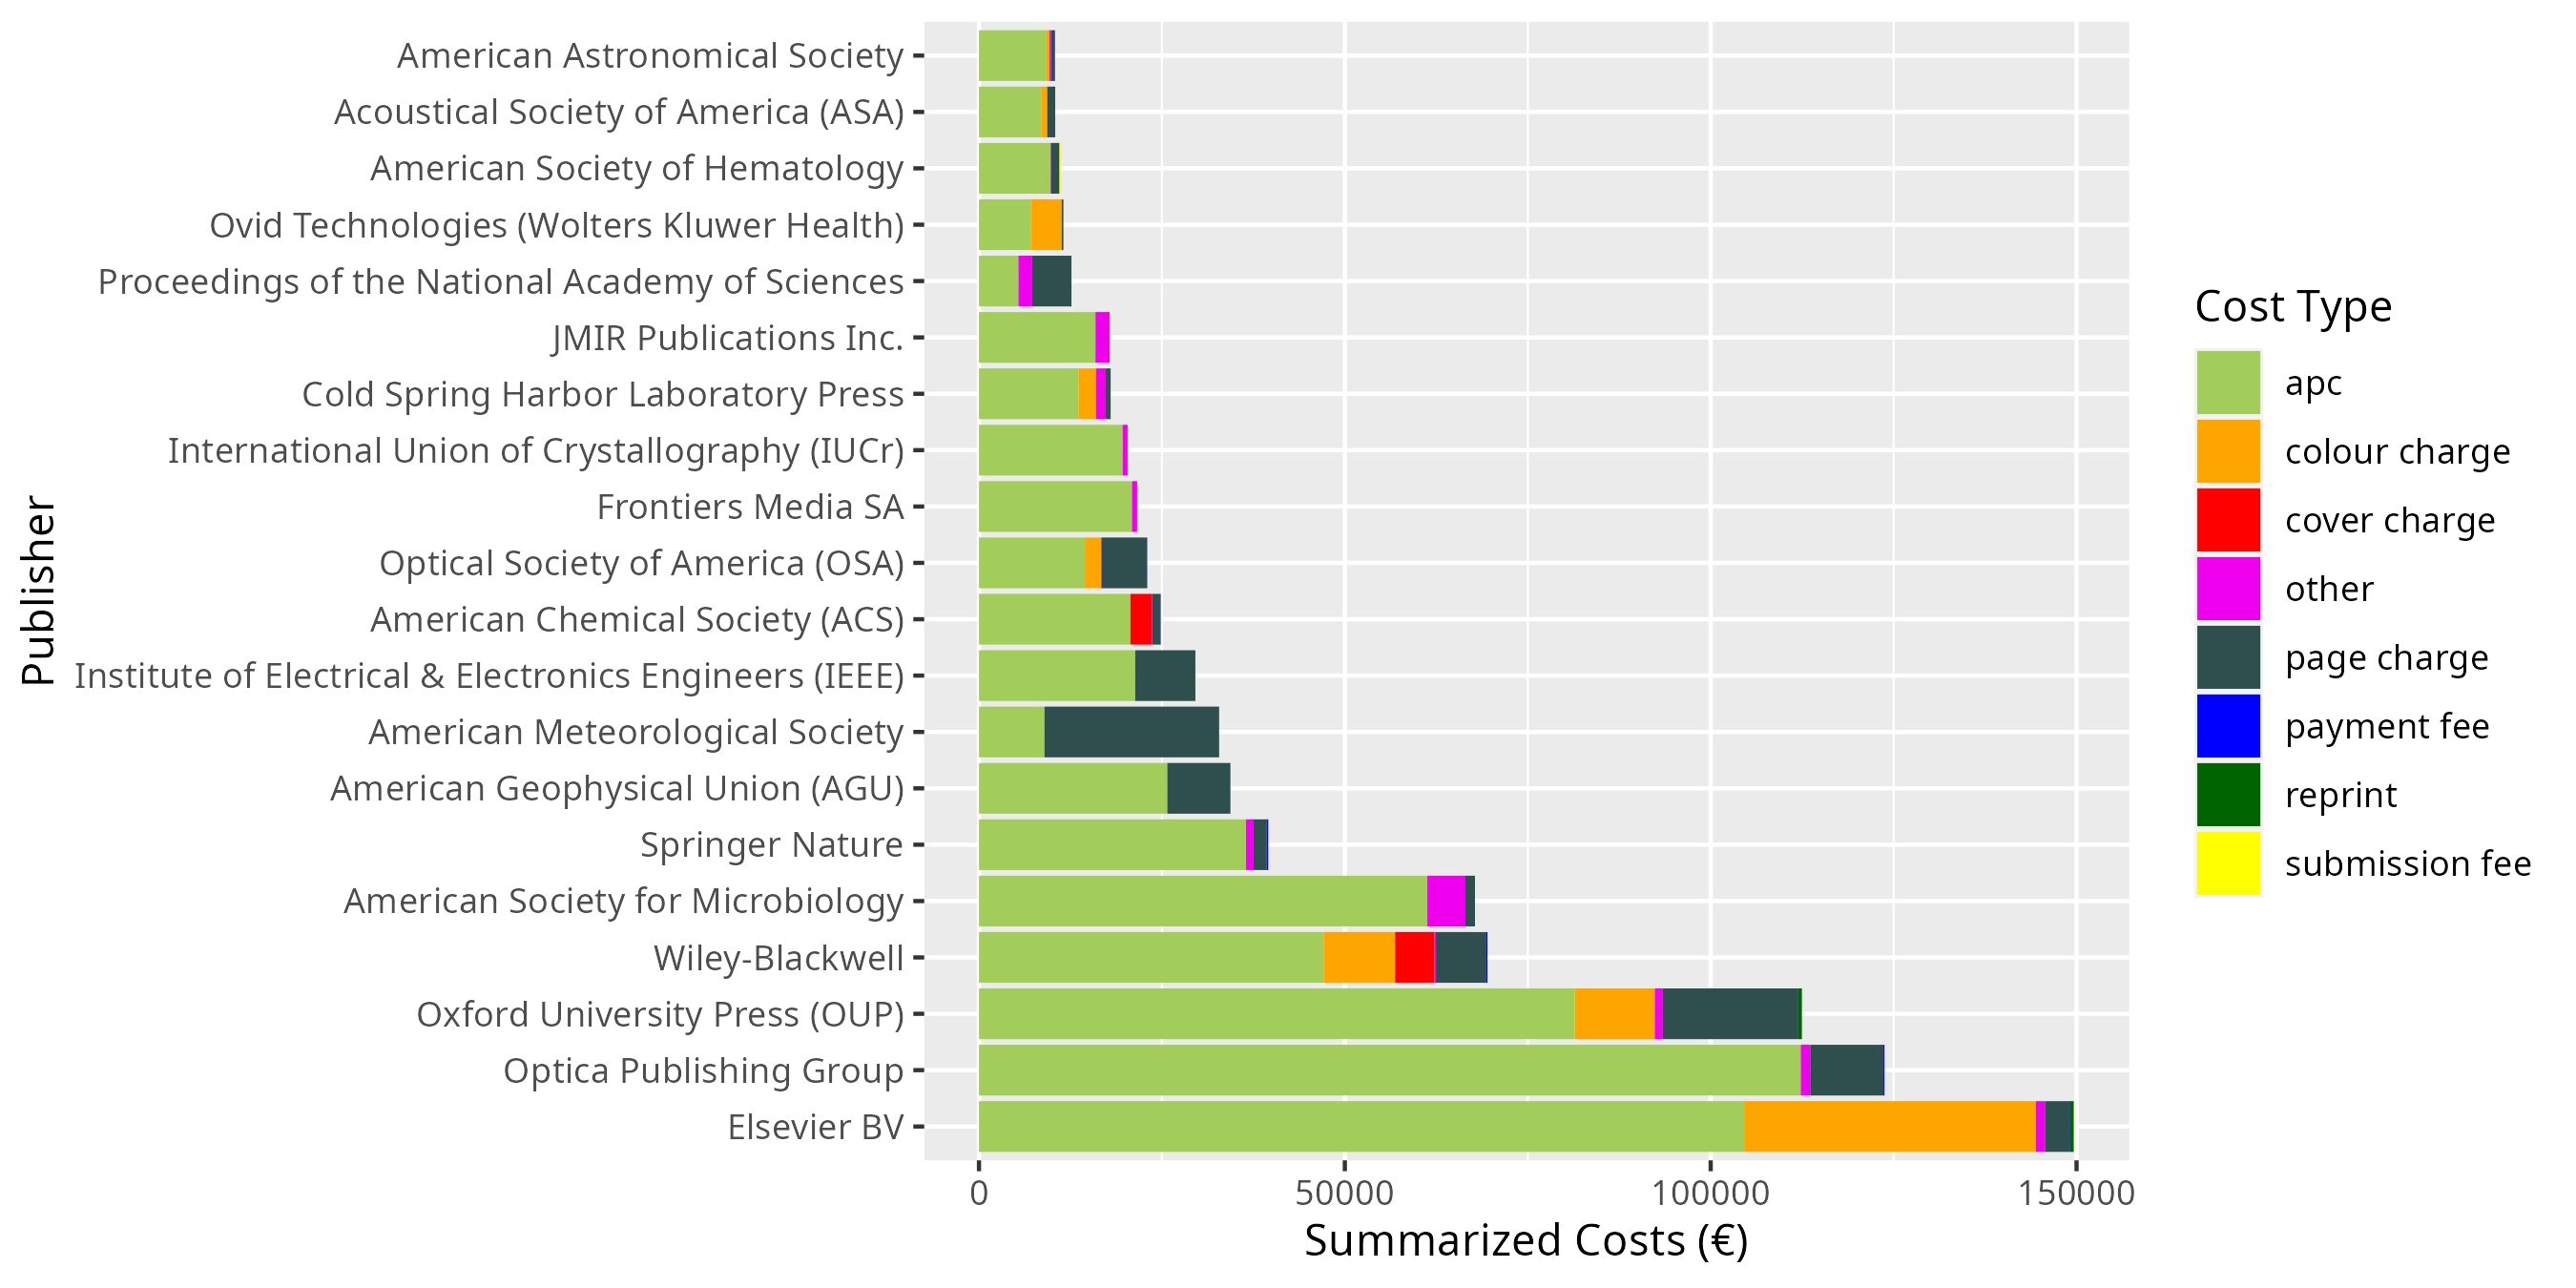 American Astronomical Society
Acoustical Society of America (ASA)
American Society of Hematology
Ovid Technologies (Wolters Kluwer Health)
Proceedings of the National Academy of Sciences
JMIR Publications Inc.
Cold Spring Harbor Laboratory Press
International Union of Crystallography (IUCr)
Frontiers Media SA
Optical Society of America (OSA)
American Chemical Society (ACS)
Institute of Electrical & Electronics Engineers (IEEE)
American Meteorological Society
American Geophysical Union (AGU)
Springer Nature
American Society for Microbiology
Wiley-Blackwell
Oxford University Press (OUP)
Optica Publishing Group
Elsevier BV
Publisher
0 50000 100000 150000
Summarized Costs (€)
Cost Type
apc
colour charge
cover charge
other
page charge
payment fee
reprint
submission fee